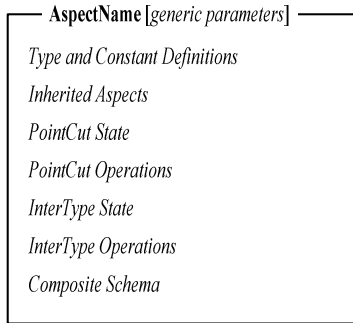 AspectName [generic parameters]
Type and Constant Definitions
Inherited Aspects
PointCut State
PointCut Operations
InterType State
InterType Operations
Composite Schema